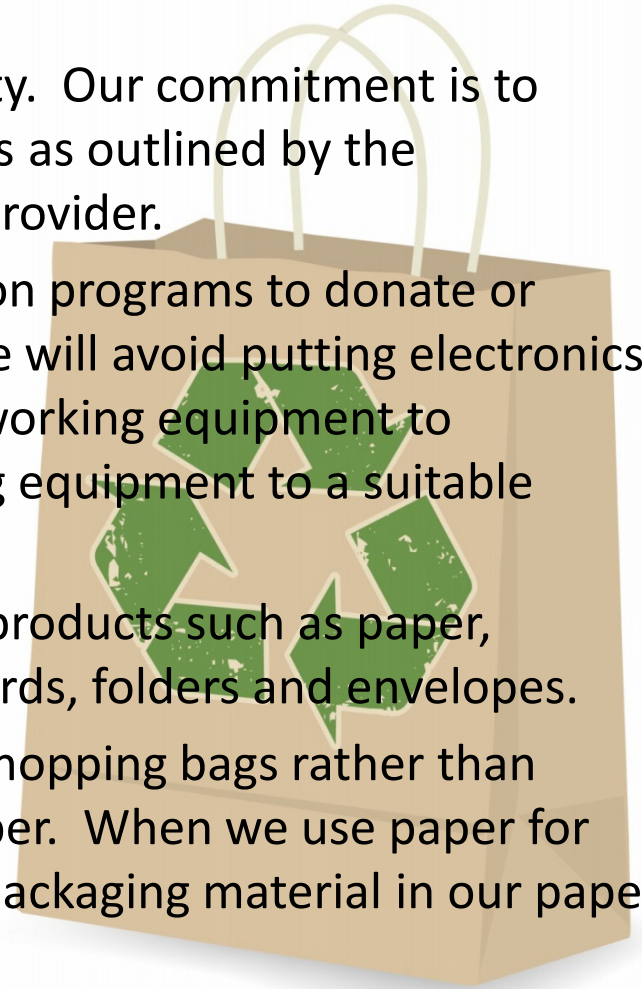 ty. Our commitment is to
s as outlined by the
rovider.
on programs to donate or
e will avoid putting electronics
working equipment to
g equipment to a suitable
products such as paper,
rds, folders and envelopes.
hopping bags rather than
per. When we use paper for
ackaging material in our pape